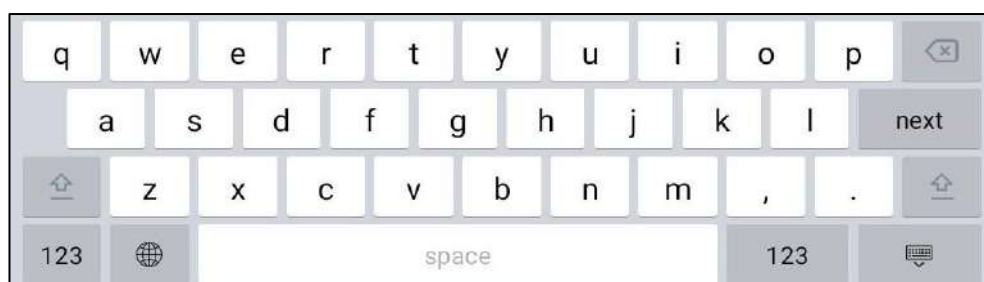 q w e r t y u i o p
a s d f g h j k l next
z x c v b n m , .
123 space 123